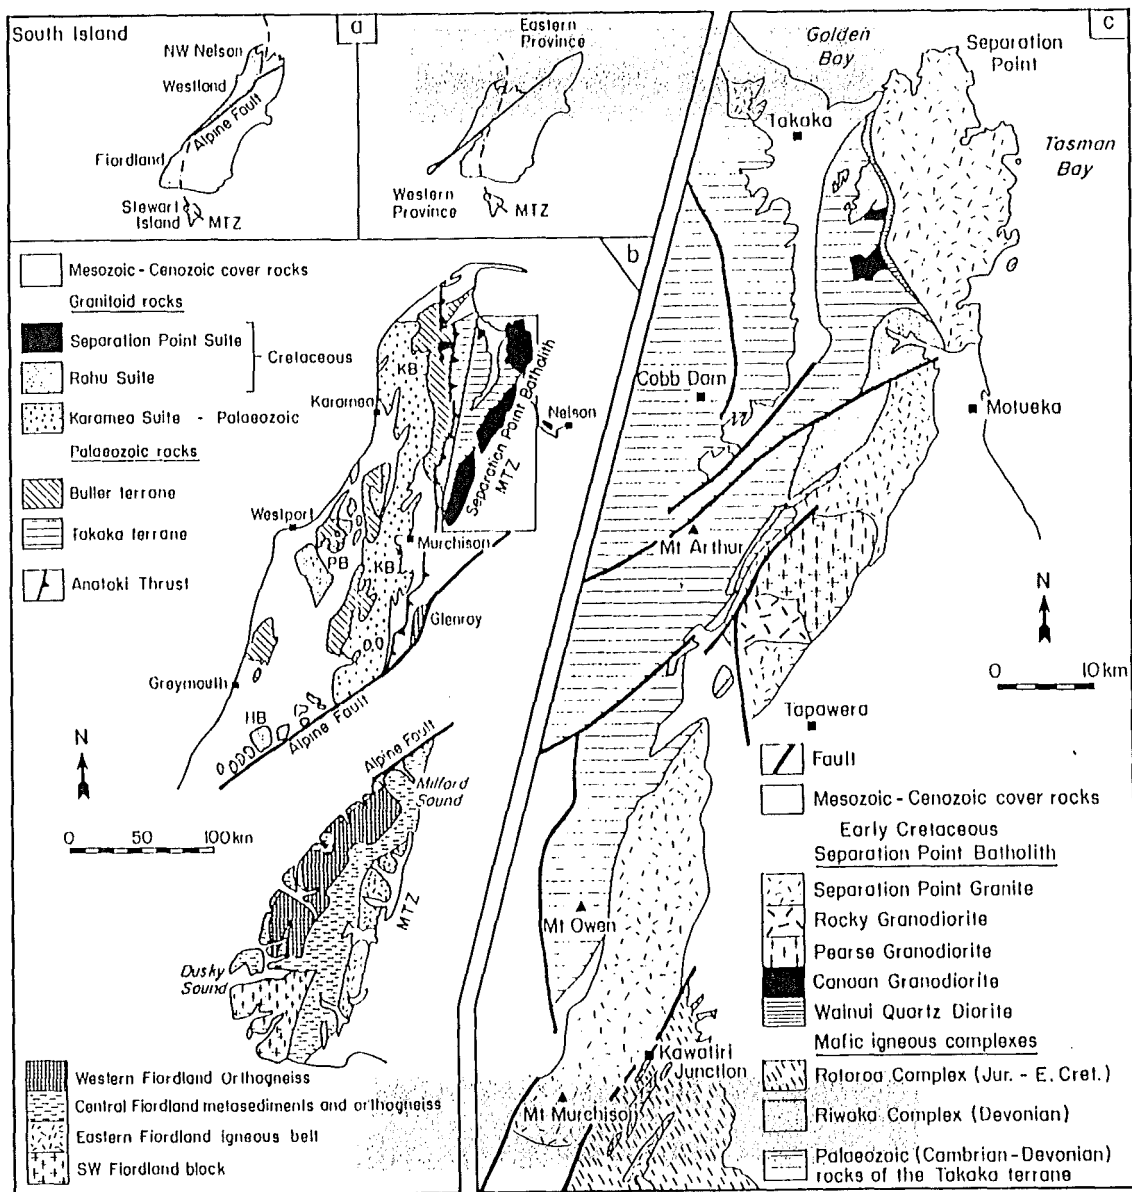 South Island
a
NW Nelson
Westland
Alpine Fault
Fiordland
Stewart
Island
MTZ
Eastern
Province
Western
Province
MTZ
b
Mesozoic - Cenozoic cover rocks
Granitoid rocks
Separation Point Suite
Cretaceous
Rahu Suite
Karamea Suite - Palaeozoic
Palaeozoic rocks
Buller terrane
Takaka terrane
Anatoki Thrust
KB
Karamea
Nelson
Separation Point Batholith
MTZ
Westport
Murchison
PB
KB
Glenroy
Greymouth
HB
Alpine Fault
N
0 50 100km
Alpine Fault
Milford
Sound
MTZ
Dusky
Sound
Western Fiordland Orthogneiss
Central Fiordland metasediments and orthogneiss
Eastern Fiordland igneous belt
SW Fiordland block
c
Golden
Bay
Separation
Point
Takaka
Tasman
Bay
Cobb Dam
Motueka
Mt Arthur
N
0 10 km
Tapawera
Mt Owen
Kawatiri
Junction
Mt Murchison
Fault
Mesozoic - Cenozoic cover rocks
Early Cretaceous
Separation Point Batholith
Separation Point Granite
Rocky Granodiorite
Pearse Granodiorite
Canaan Granodiorite
Wainui Quartz Diorite
Mafic igneous complexes
Rotoroa Complex (Jur. - E. Cret.)
Riwaka Complex (Devonian)
Palaeozoic (Cambrian - Devonian)
rocks of the Takaka terrane